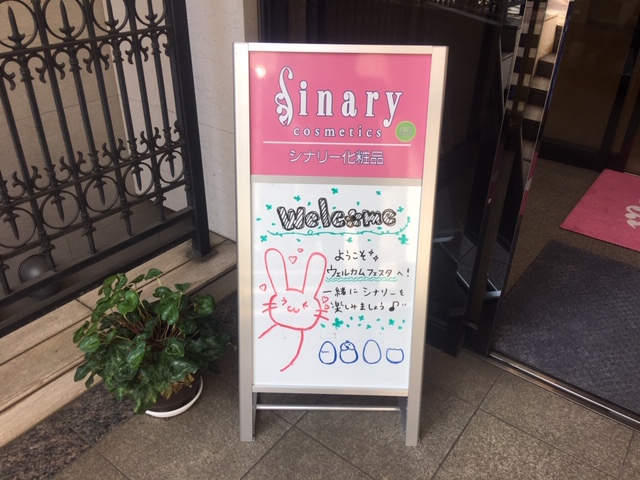 Sinary
cosmetics
シナリー化粧品
Welcome
ようこそ
ウェルカムフェスタへ!
一緒に シナリーを
楽しみましょう♪